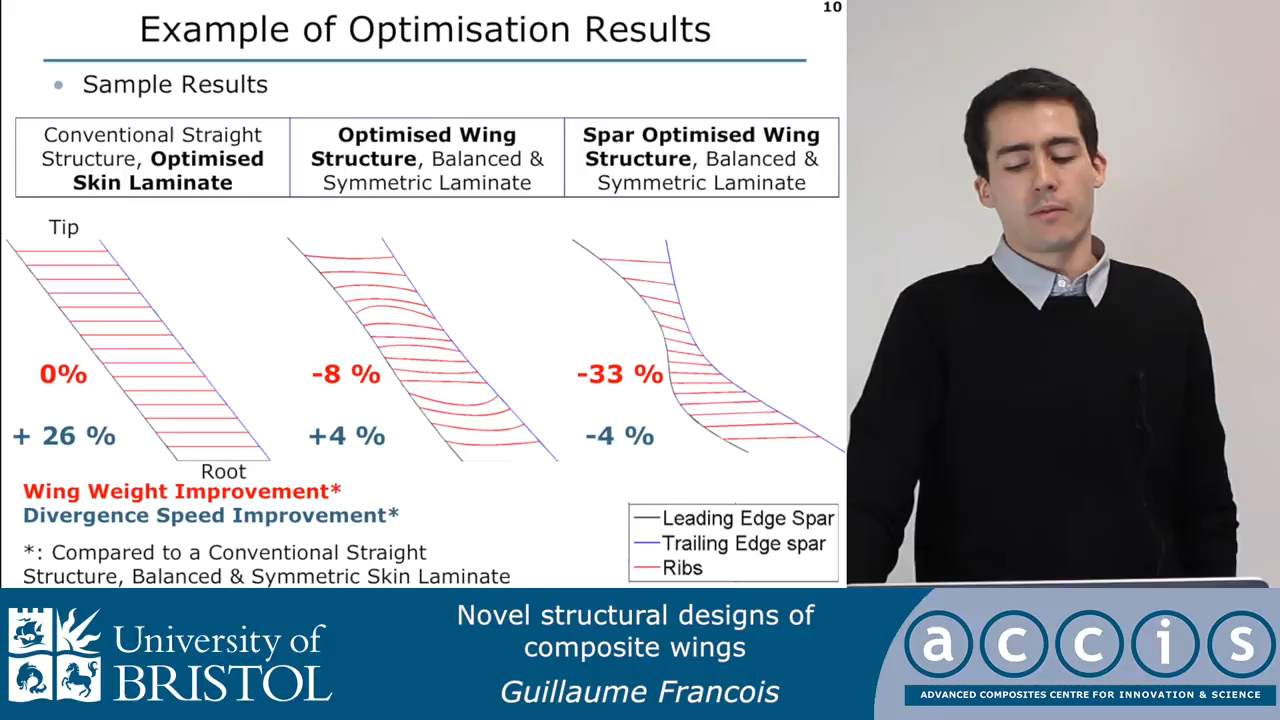 10
Example of Optimisation Results
• Sample Results
Conventional Straight
Structure, Optimised
Skin Laminate
Optimised Wing
Structure, Balanced &
Symmetric Laminate
Spar Optimised Wing
Structure, Balanced &
Symmetric Laminate
Tip
0%
+ 26 %
-8 %
+4 %
-33 %
-4 %
Root
Wing Weight Improvement*
Divergence Speed Improvement*
*: Compared to a Conventional Straight
Structure, Balanced & Symmetric Skin Laminate
Leading Edge Spar
Trailing Edge spar
Ribs
University of
BRISTOL
Novel structural designs of
composite wings
Guillaume Francois
accis
ADVANCED COMPOSITES CENTRE FOR INNOVATION & SCIENCE